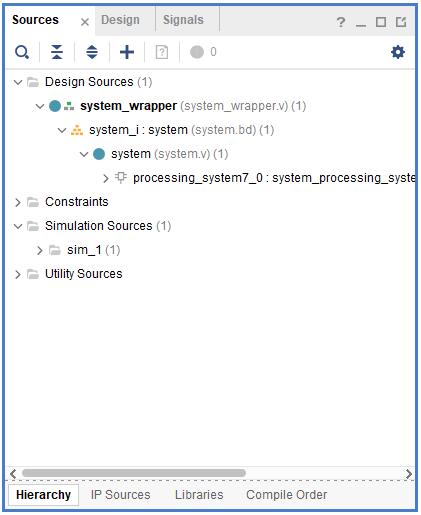 Sources × Design Signals ? _
0
Design Sources (1)
system_wrapper (system_wrapper.v) (1)
system_i : system (system.bd) (1)
system (system.v) (1)
processing_system7_0 : system_processing_syste
Constraints
Simulation Sources (1)
sim_1 (1)
Utility Sources
Hierarchy IP Sources Libraries Compile Order